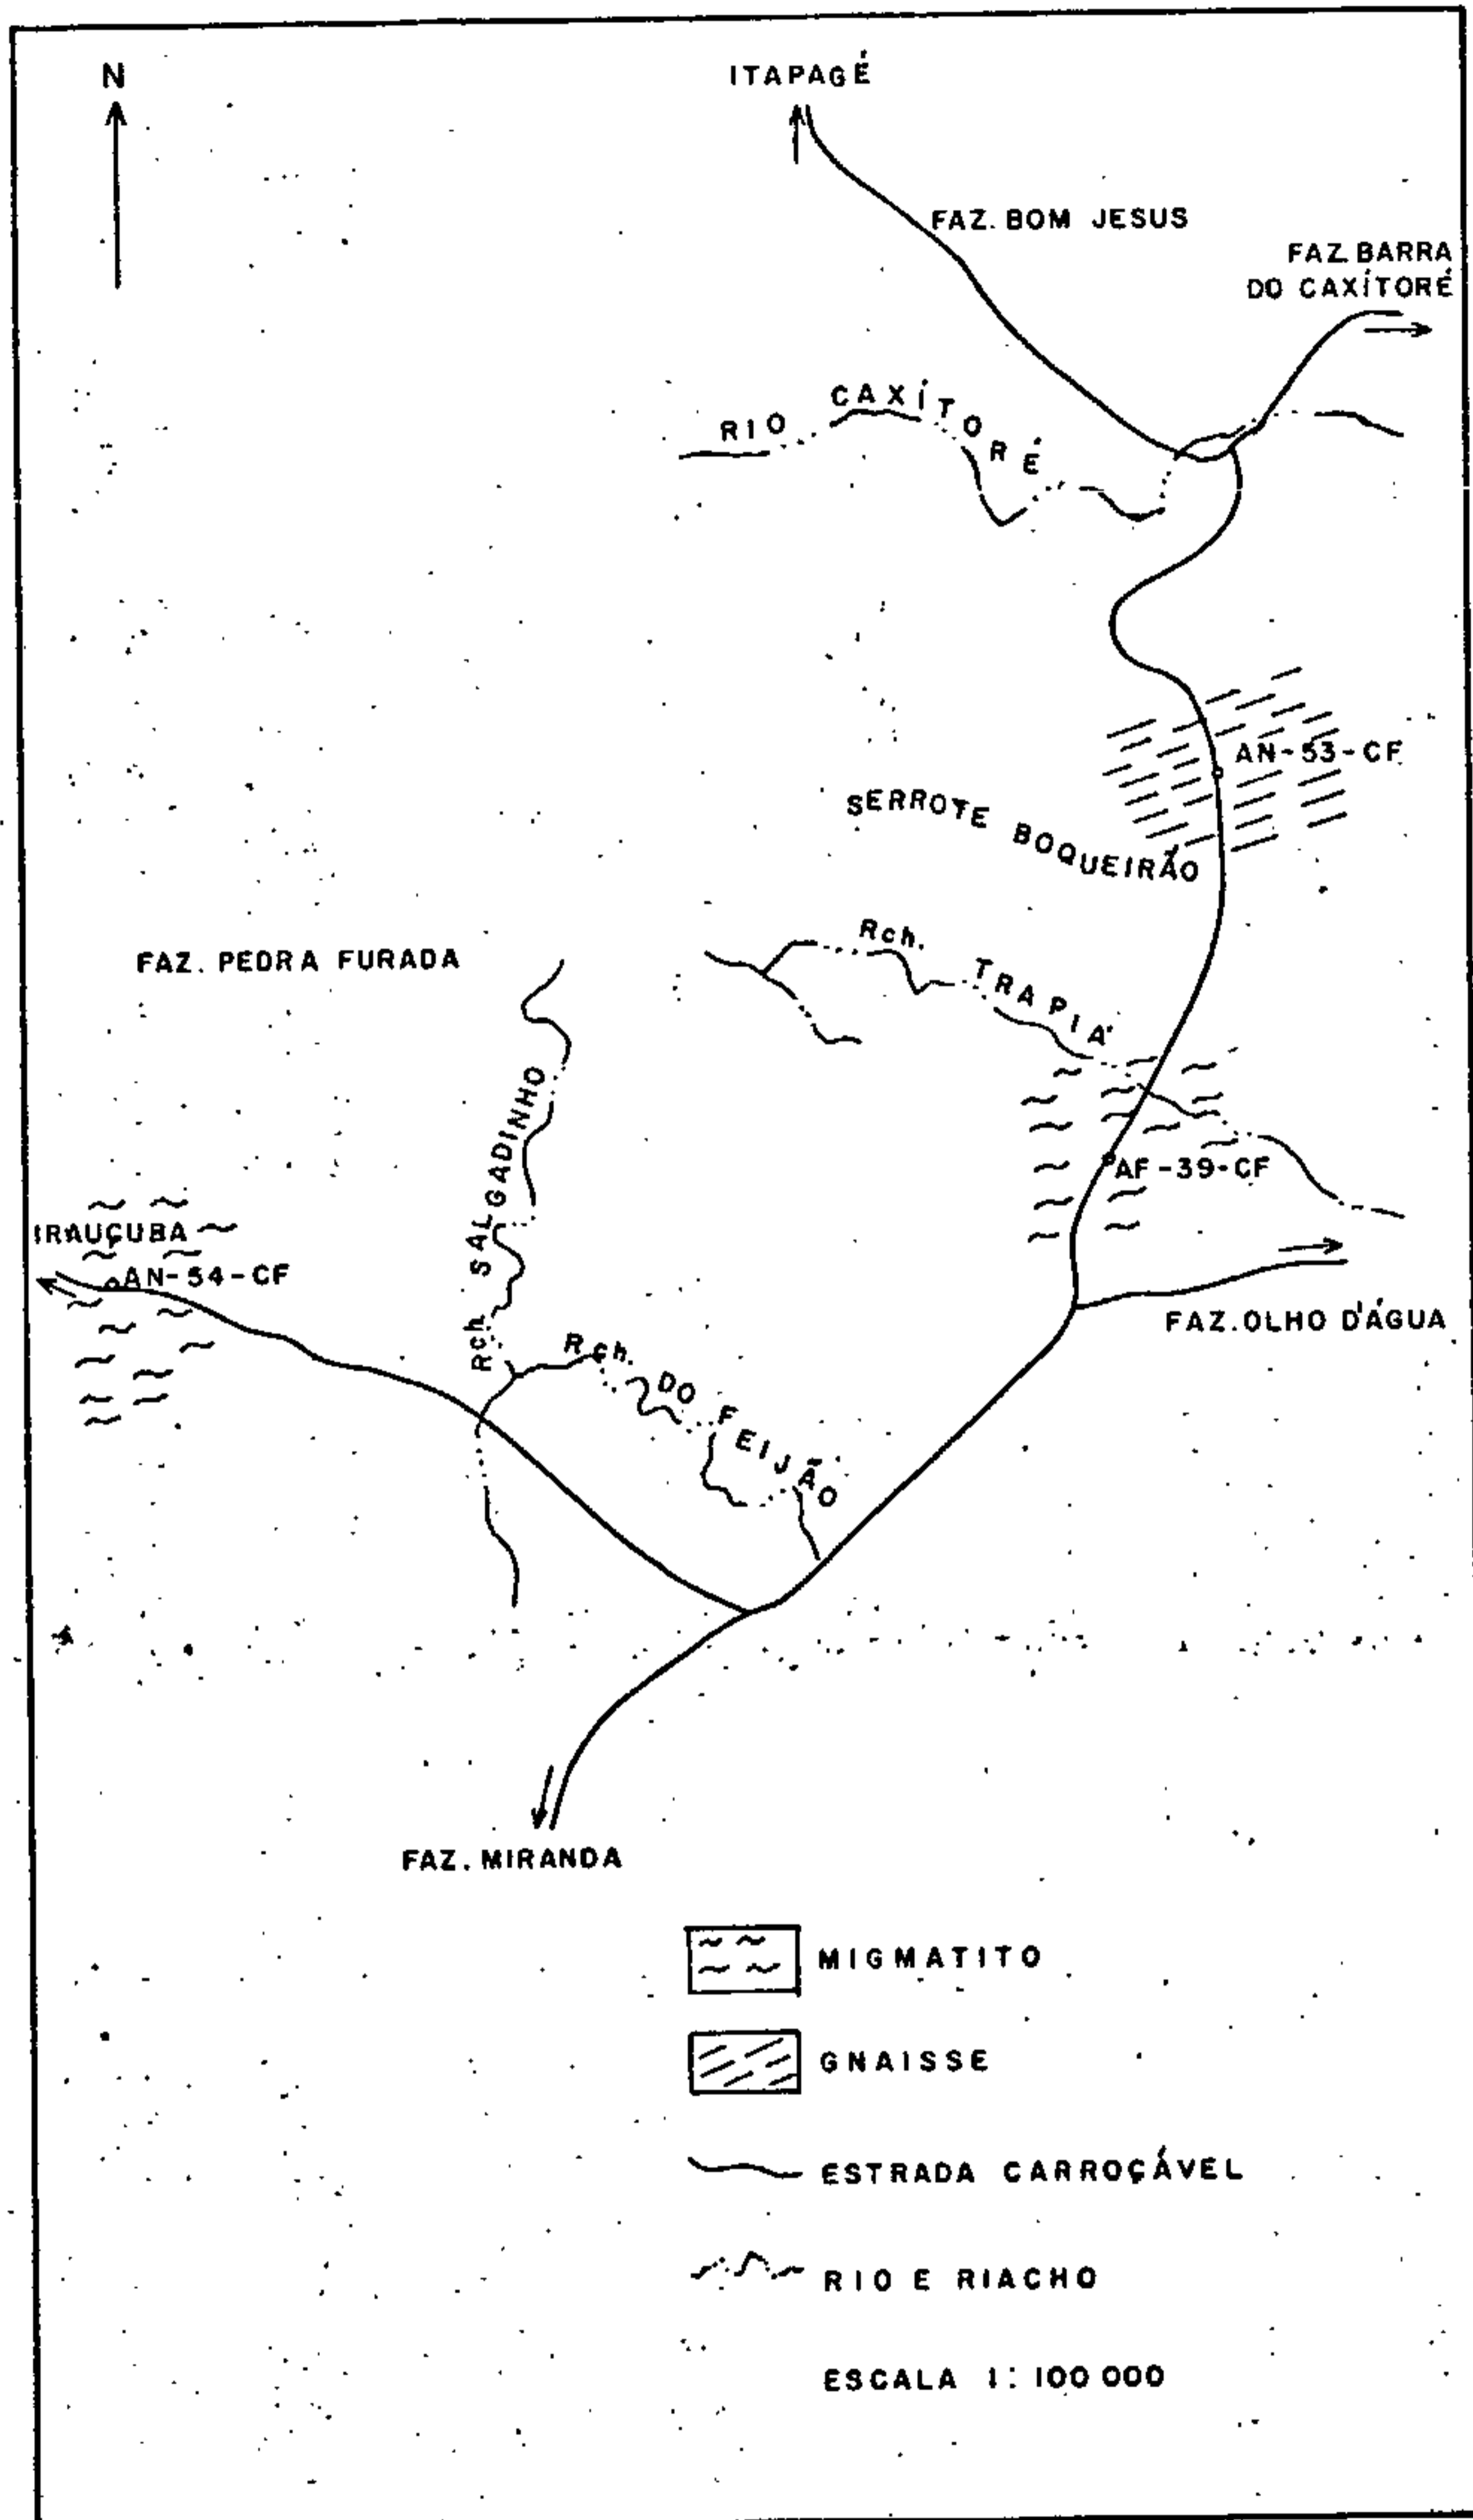 N
ITAPAGÉ
FAZ. BOM JESUS
FAZ. BARRA
DO CAXÍTORÉ
RIO CAXÍTORÉ
AN-53-CF
SERROTE BOQUEIRÃO
Rch. TRAPIÁ
FAZ. PEDRA FURADA
Rch. SALGADINHO
AF-39-CF
IRAUÇUBA
AN-54-CF
FAZ. OLHO D'ÁGUA
Rch. DO FEIJÃO
FAZ. MIRANDA
MIGMATITO
GNAISSE
ESTRADA CARROÇÁVEL
RIO E RIACHO
ESCALA 1: 100 000